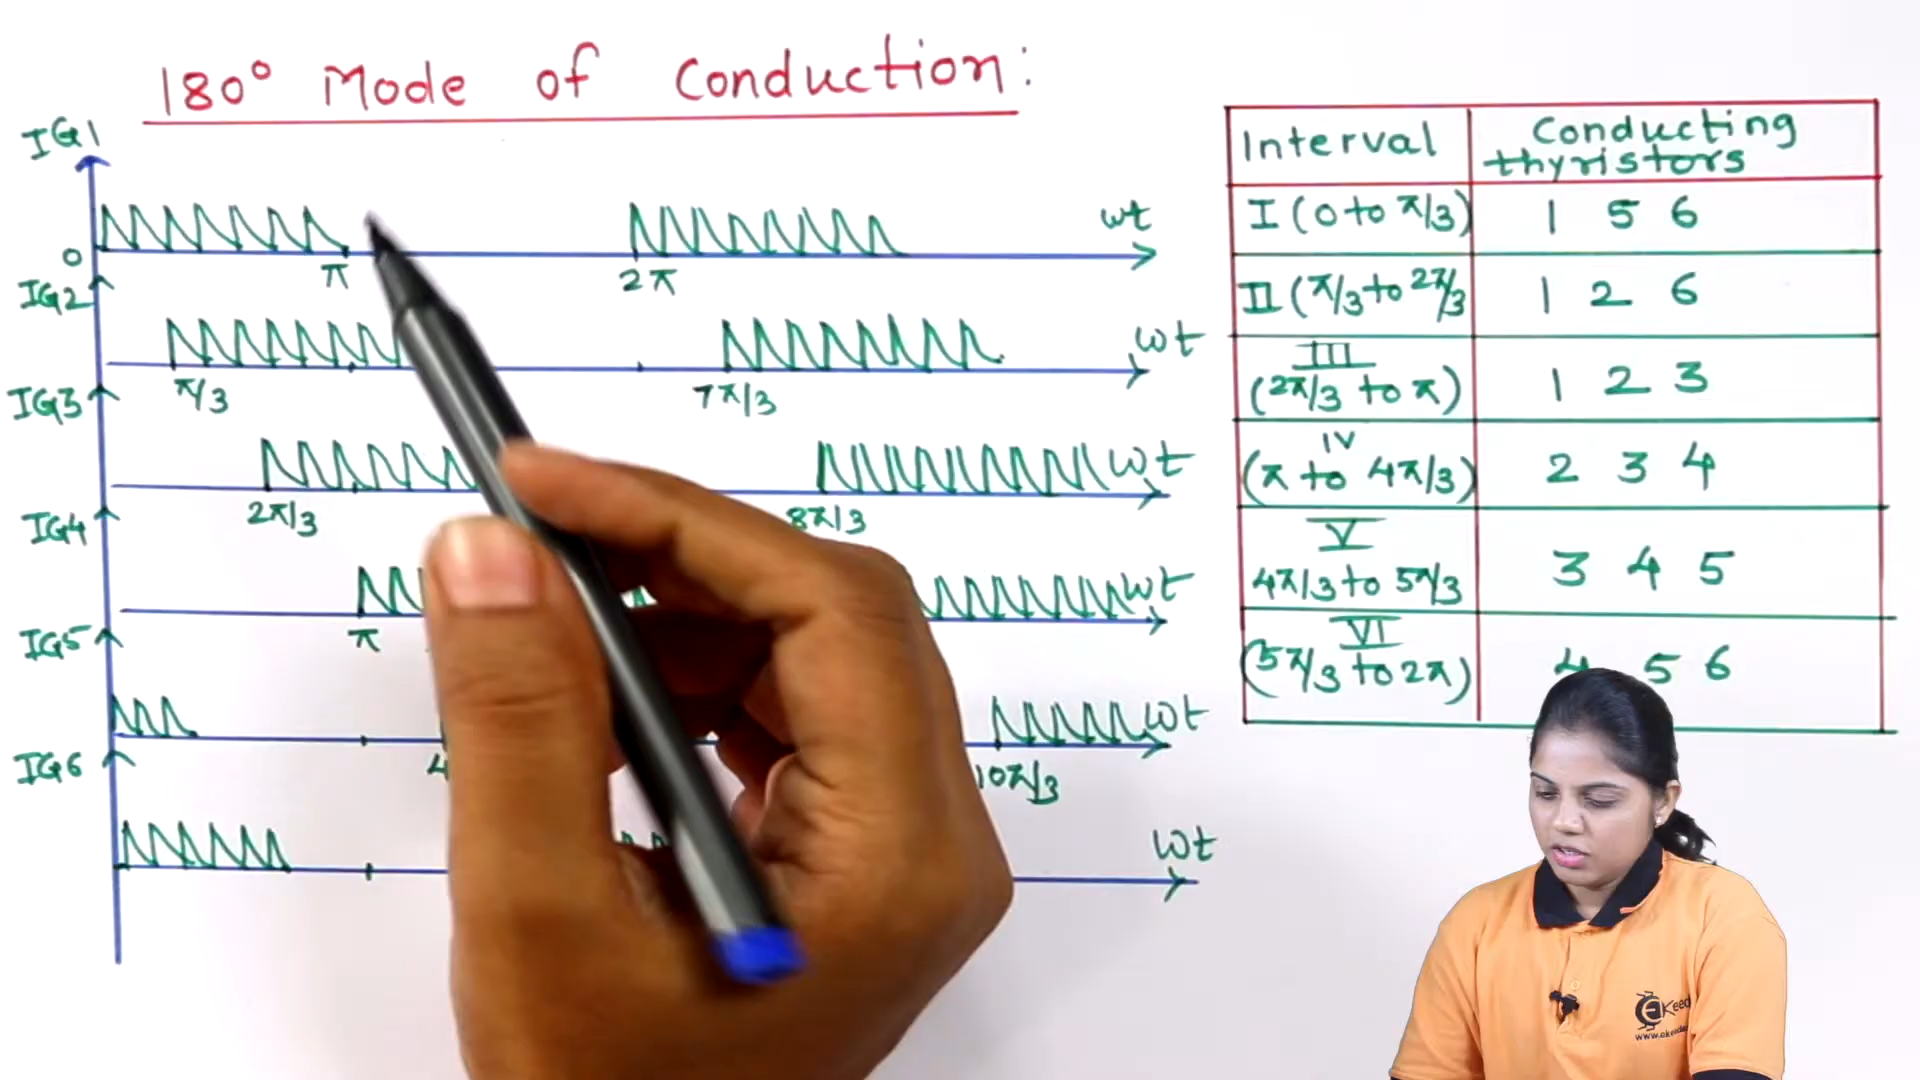 180° Mode of Conduction:
IG1
0
π
2π
ωt
IG2
π/3
7π/3
ωt
IG3
2π/3
8π/3
ωt
IG4
π
ωt
IG5
4
10π/3
ωt
IG6
ωt
Interval Conducting thyristors
I (0 to π/3) 1 5 6
II (π/3 to 2π/3 1 2 6
III
(2π/3 to π) 1 2 3
IV
(π to 4π/3) 2 3 4
V
4π/3 to 5π/3 3 4 5
VI
(5π/3 to 2π) 4 5 6